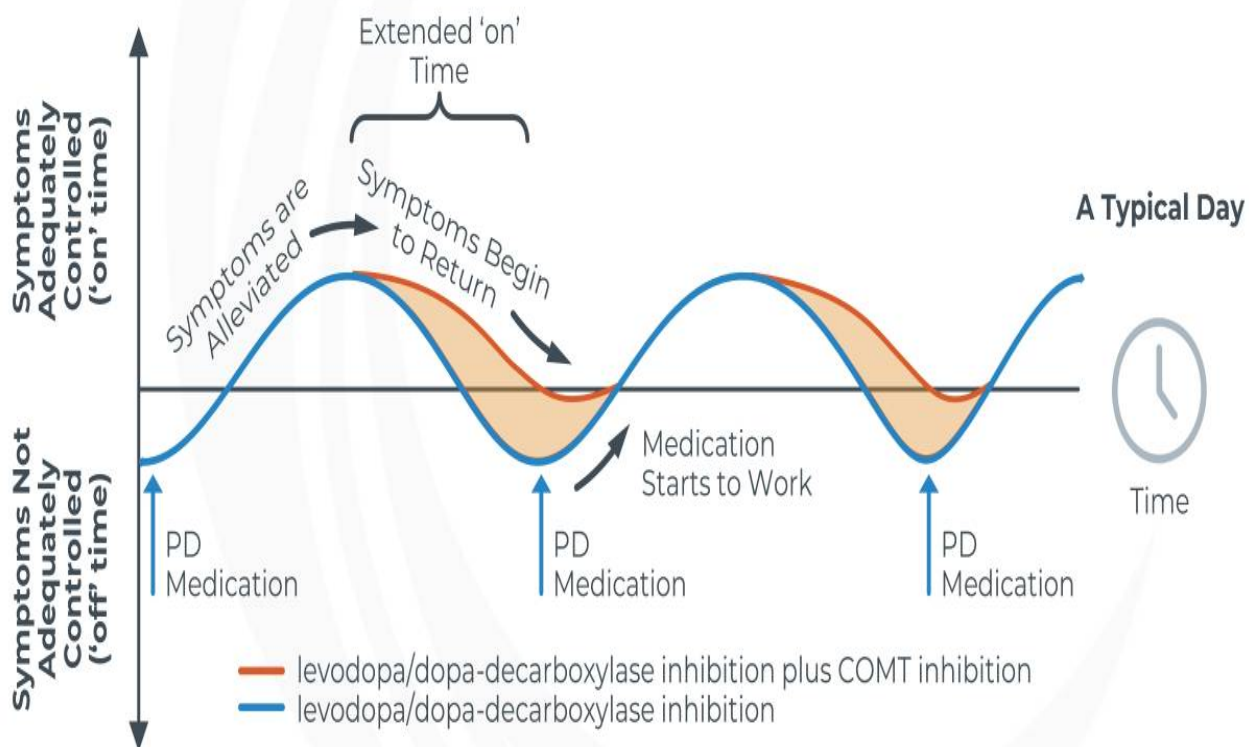 Extended 'on'
Time
Symptoms
Adequately
Controlled
('on' time)
Symptoms are
Alleviated
Symptoms Begin
to Return
A Typical Day
Symptoms Not
Adequately
Controlled
('off' time)
PD
Medication
PD
Medication
Medication
Starts to Work
PD
Medication
Time
levodopa/dopa-decarboxylase inhibition plus COMT inhibition
levodopa/dopa-decarboxylase inhibition